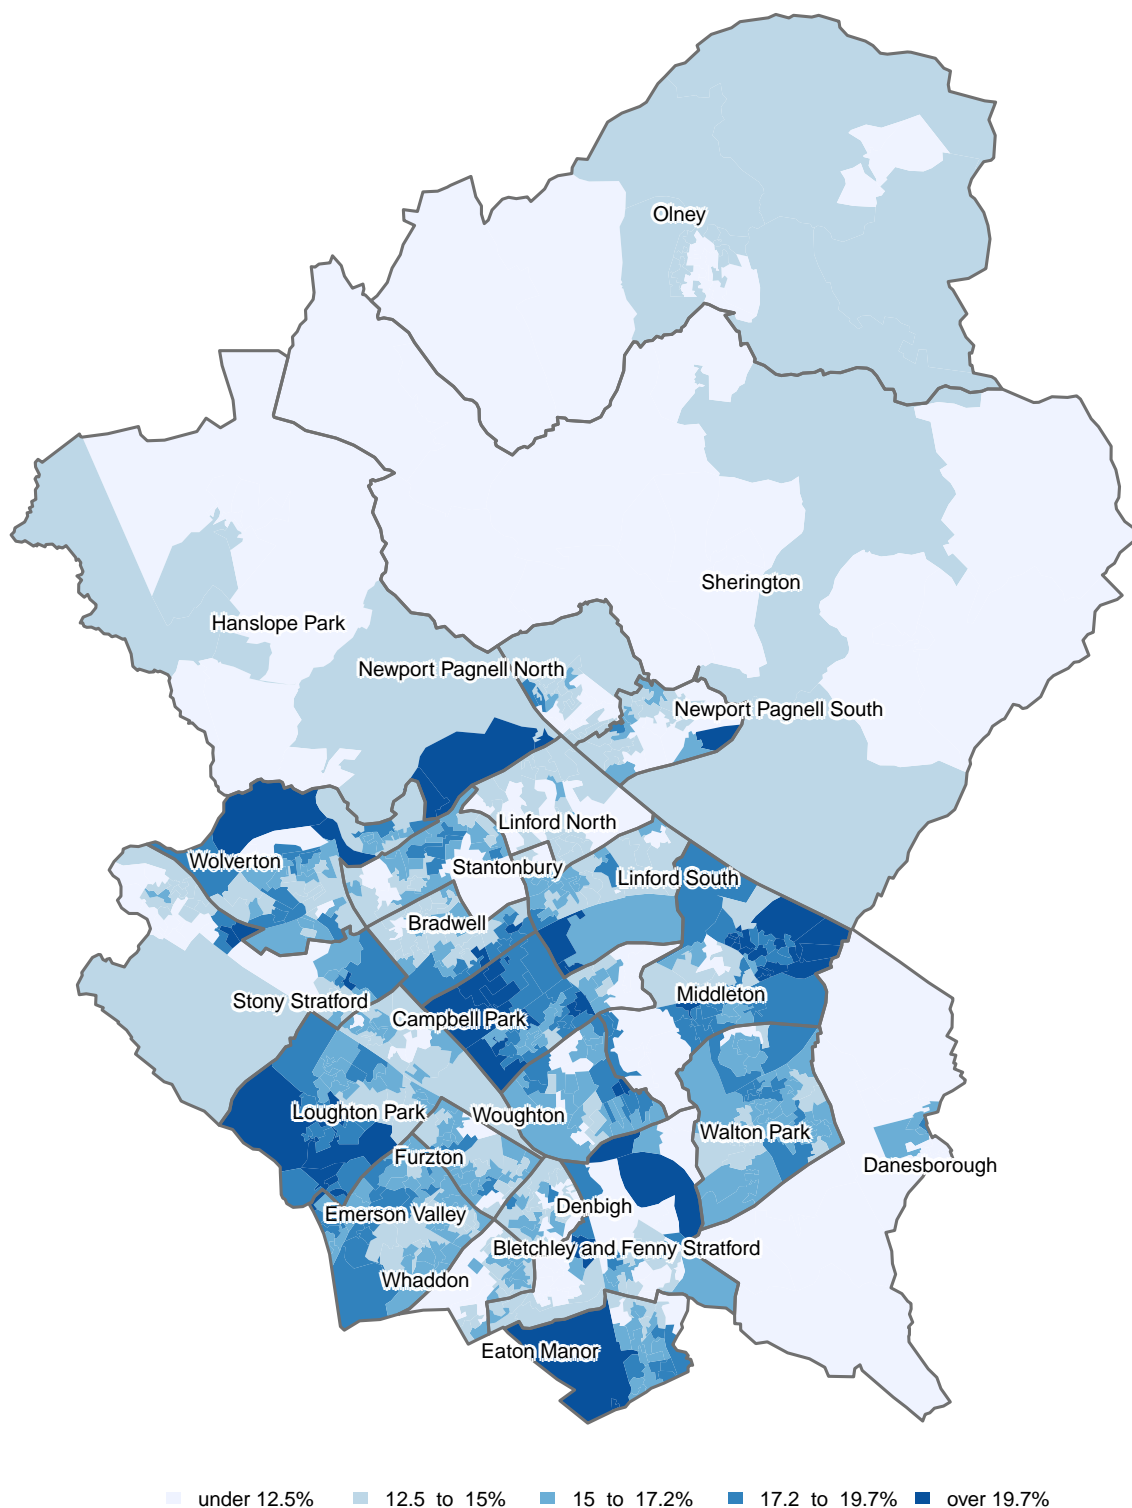 Olney
Sherington
Hanslope Park
Newport Pagnell North
Newport Pagnell South
Linford North
Wolverton
Stantonbury
Linford South
Bradwell
Middleton
Stony Stratford
Campbell Park
Loughton Park
Woughton
Walton Park
Furzton
Danesborough
Denbigh
Emerson Valley
Bletchley and Fenny Stratford
Whaddon
Eaton Manor
under 12.5% 12.5 to 15% 15 to 17.2% 17.2 to 19.7% over 19.7%